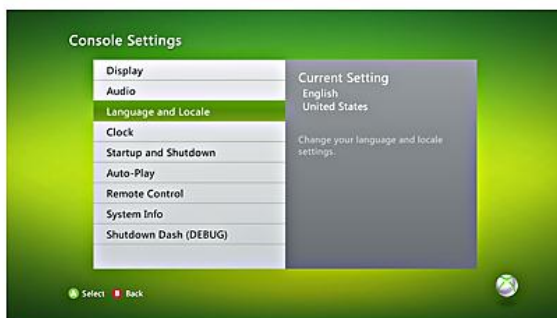 Console Settings
Display
Audio
Language and Locale
Clock
Startup and Shutdown
Auto-Play
Remote Control
System Info
Shutdown Dash (DEBUG)
Current Setting
English
United States
Change your language and locale
settings.
A Select B Back